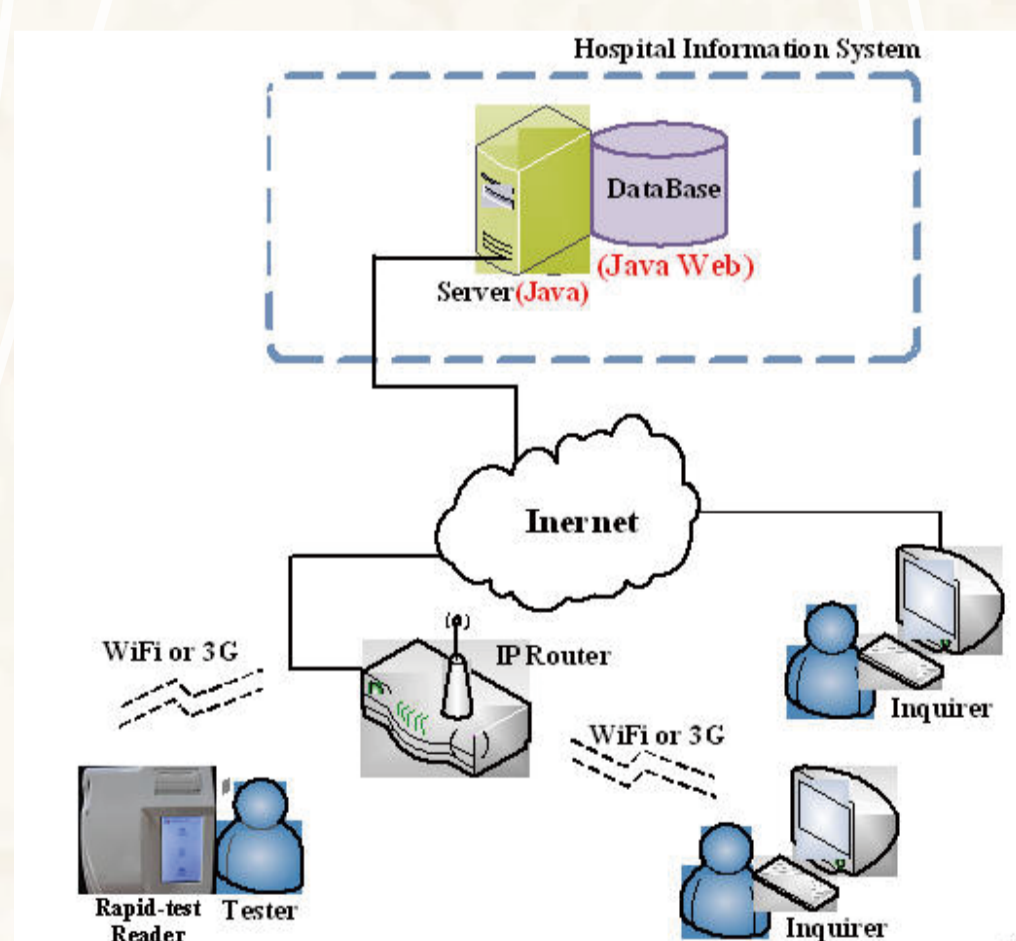 Hospital Information System
DataBase
(Java Web)
Server(Java)
Inernet
WiFi or 3G
IP Router
Inquirer
WiFi or 3G
Rapid-test
Reader
Tester
Inquirer